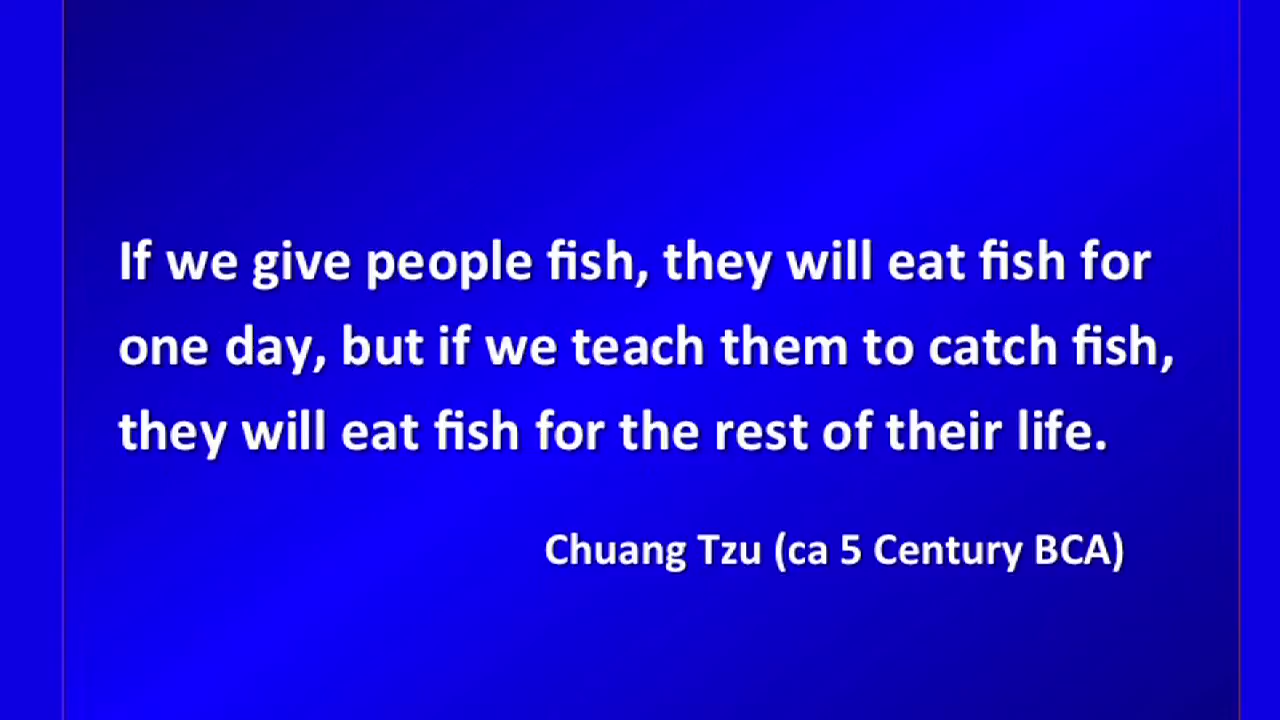 If we give people fish, they will eat fish for
one day, but if we teach them to catch fish,
they will eat fish for the rest of their life.
Chuang Tzu (ca 5 Century BCA)